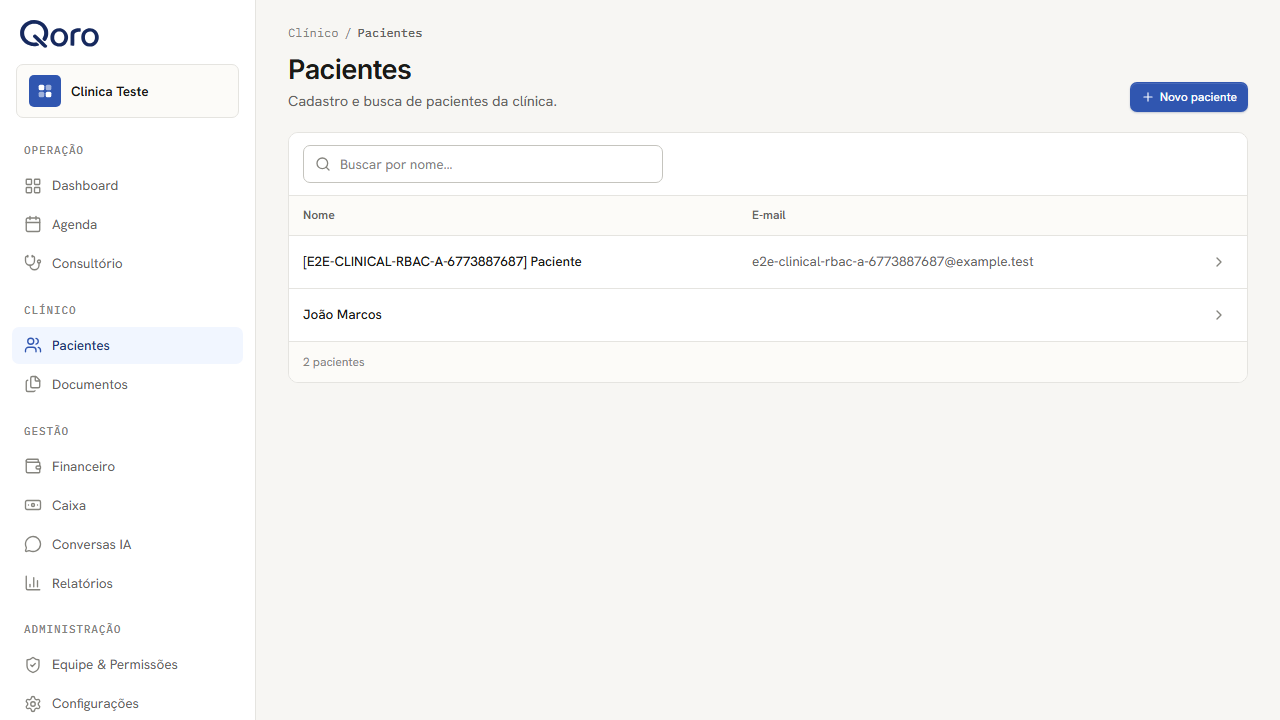 Qoro
Clinica Teste
OPERAÇÃO
Dashboard
Agenda
Consultório
CLÍNICO
Pacientes
Documentos
GESTÃO
Financeiro
Caixa
Conversas IA
Relatórios
ADMINISTRAÇÃO
Equipe & Permissões
Configurações
Clínico / Pacientes
Pacientes
Cadastro e busca de pacientes da clínica.
Novo paciente
Buscar por nome...
Nome E-mail
[E2E-CLINICAL-RBAC-A-6773887687] Paciente e2e-clinical-rbac-a-6773887687@example.test
João Marcos
2 pacientes